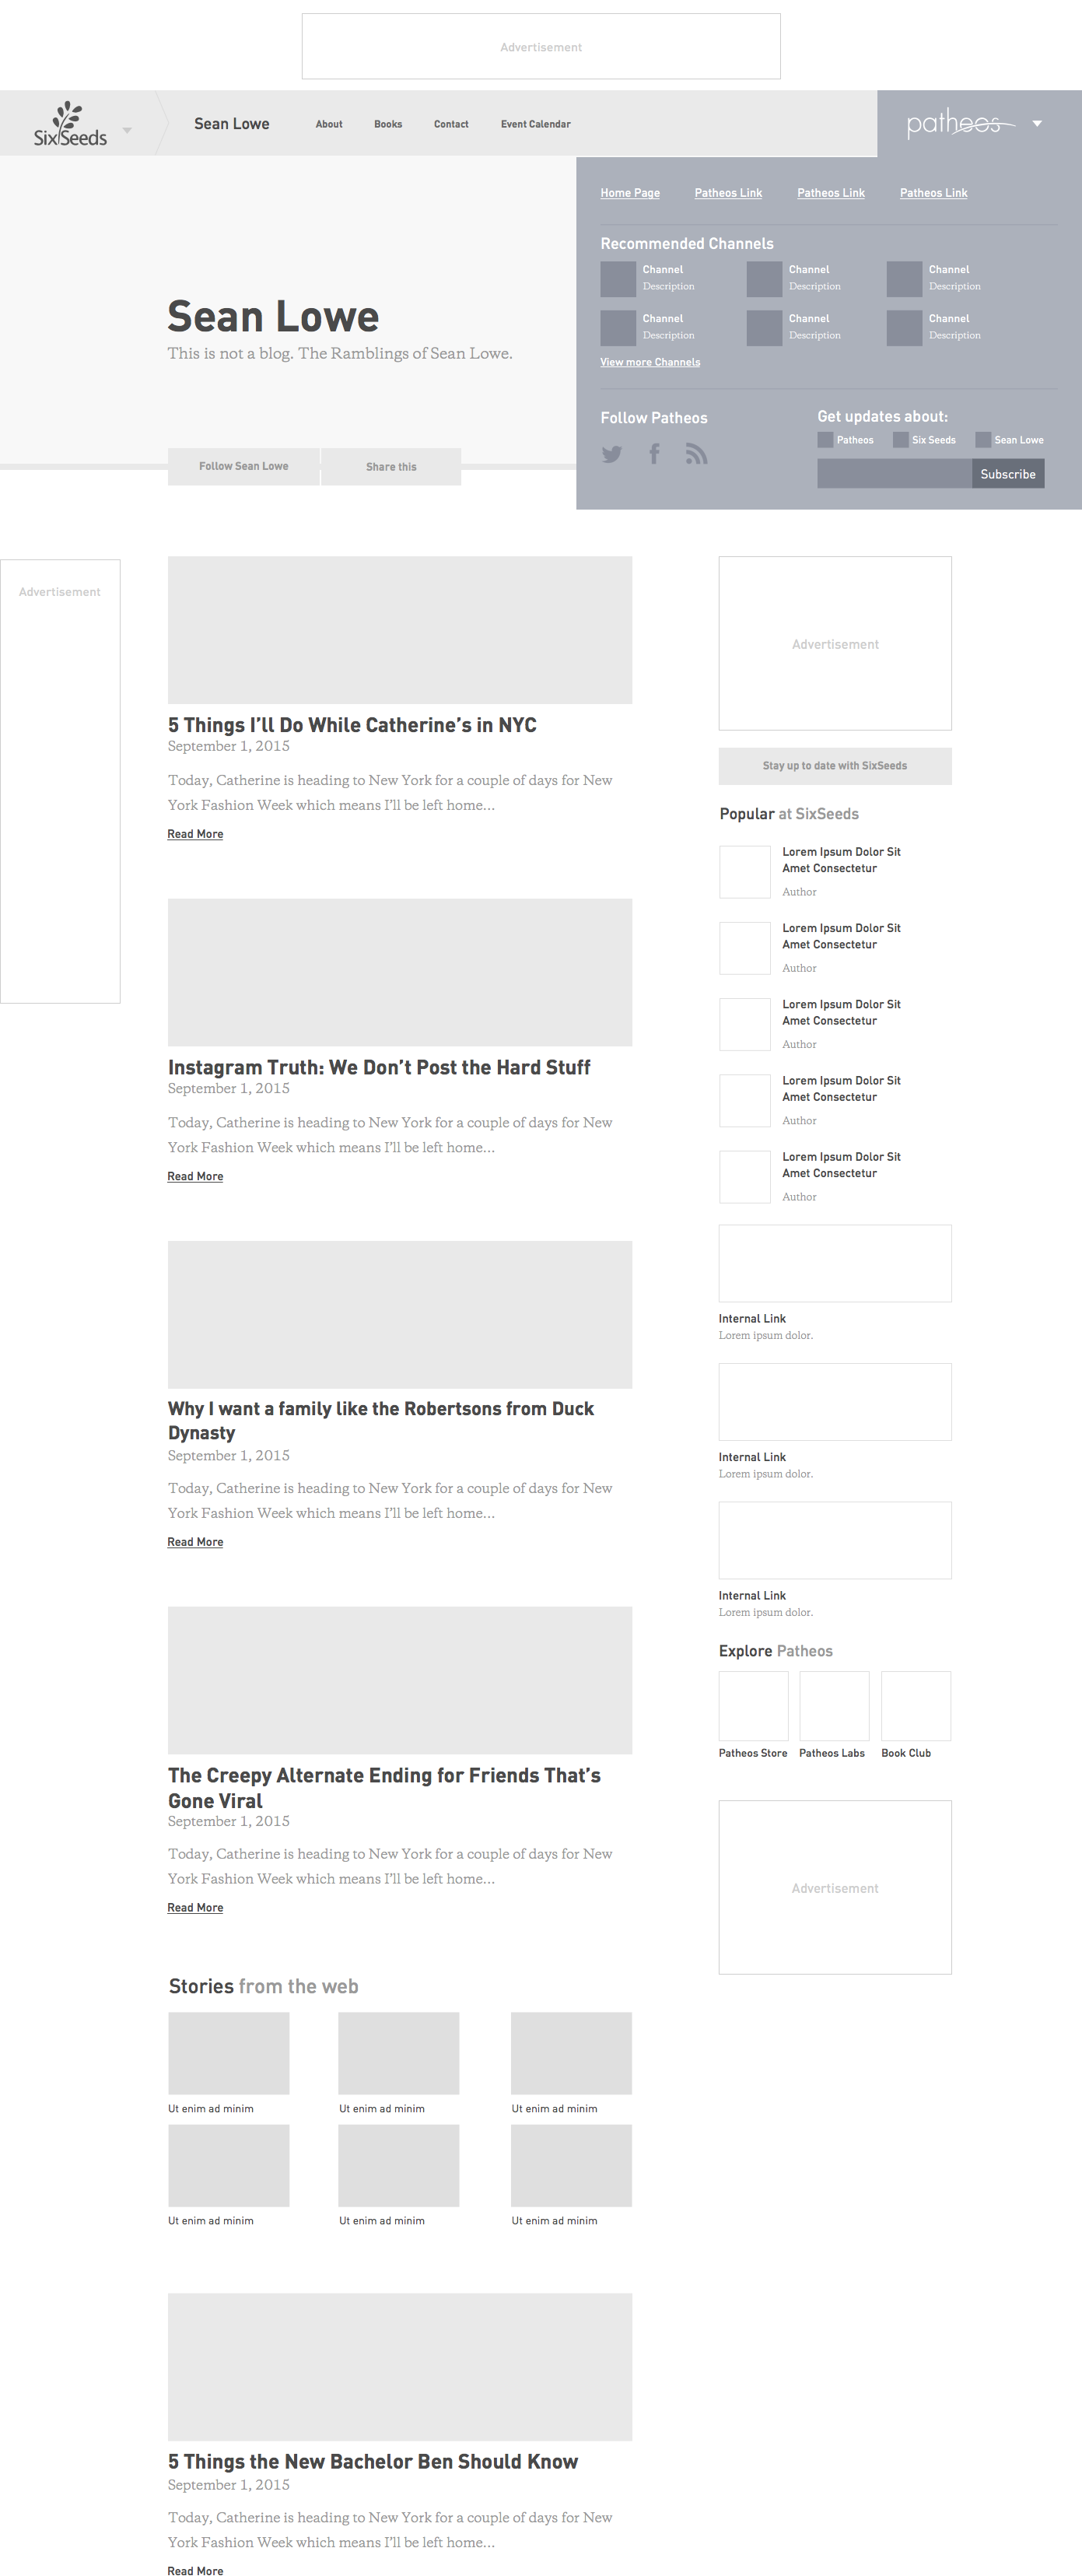 Advertisement
SixSeeds
Sean Lowe
About
Books
Contact
Event Calendar
patheos
Home Page
Patheos Link
Patheos Link
Patheos Link
Recommended Channels
Channel
Description
Channel
Description
Channel
Description
Channel
Description
Channel
Description
Channel
Description
View more Channels
Follow Patheos
Get updates about:
Patheos
Six Seeds
Sean Lowe
Subscribe
Sean Lowe
This is not a blog. The Ramblings of Sean Lowe.
Follow Sean Lowe
Share this
Advertisement
5 Things I’ll Do While Catherine’s in NYC
September 1, 2015
Today, Catherine is heading to New York for a couple of days for New
York Fashion Week which means I’ll be left home...
Read More
Instagram Truth: We Don’t Post the Hard Stuff
September 1, 2015
Today, Catherine is heading to New York for a couple of days for New
York Fashion Week which means I’ll be left home...
Read More
Why I want a family like the Robertsons from Duck
Dynasty
September 1, 2015
Today, Catherine is heading to New York for a couple of days for New
York Fashion Week which means I’ll be left home...
Read More
The Creepy Alternate Ending for Friends That’s
Gone Viral
September 1, 2015
Today, Catherine is heading to New York for a couple of days for New
York Fashion Week which means I’ll be left home...
Read More
Stories from the web
Ut enim ad minim
Ut enim ad minim
Ut enim ad minim
Ut enim ad minim
Ut enim ad minim
Ut enim ad minim
5 Things the New Bachelor Ben Should Know
September 1, 2015
Today, Catherine is heading to New York for a couple of days for New
York Fashion Week which means I’ll be left home...
Read More
Advertisement
Stay up to date with SixSeeds
Popular at SixSeeds
Lorem Ipsum Dolor Sit
Amet Consectetur
Author
Lorem Ipsum Dolor Sit
Amet Consectetur
Author
Lorem Ipsum Dolor Sit
Amet Consectetur
Author
Lorem Ipsum Dolor Sit
Amet Consectetur
Author
Lorem Ipsum Dolor Sit
Amet Consectetur
Author
Internal Link
Lorem ipsum dolor.
Internal Link
Lorem ipsum dolor.
Internal Link
Lorem ipsum dolor.
Explore Patheos
Patheos Store
Patheos Labs
Book Club
Advertisement